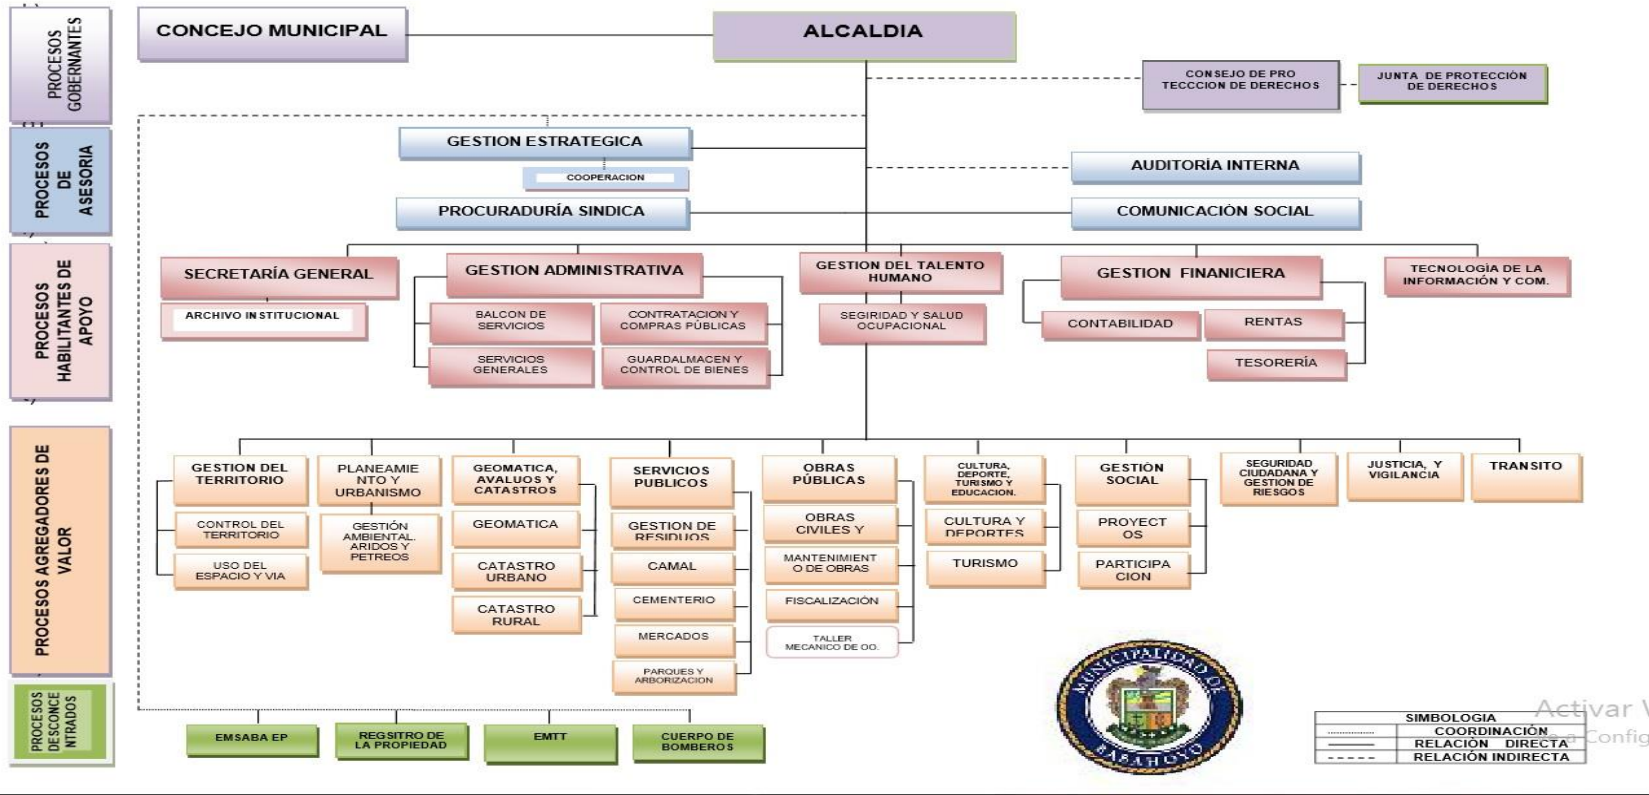 PROCESOS
GOBERNANTES
CONCEJO MUNICIPAL
ALCALDIA
CONSEJO DE PRO
TECCCION DE DERECHOS
JUNTA DE PROTECCIÓN
DE DERECHOS
PROCESOS
DE
ASESORIA
GESTION ESTRATEGICA
COOPERACION
AUDITORÍA INTERNA
PROCURADURÍA SINDICA
COMUNICACIÓN SOCIAL
PROCESOS
HABILITANTES DE
APOYO
SECRETARÍA GENERAL
ARCHIVO INSTITUCIONAL
GESTION ADMINISTRATIVA
BALCON DE
SERVICIOS
CONTRATACION Y
COMPRAS PÚBLICAS
SERVICIOS
GENERALES
GUARDALMACEN Y
CONTROL DE BIENES
GESTION DEL TALENTO
HUMANO
SEGIRIDAD Y SALUD
OCUPACIONAL
GESTION FINANICIERA
CONTABILIDAD
RENTAS
TESORERÍA
TECNOLOGÌA DE LA
INFORMACIÓN Y COM.
PROCESOS AGREGADORES DE
VALOR
GESTION DEL
TERRITORIO
CONTROL DEL
TERRITORIO
USO DEL
ESPACIO Y VIA
PLANEAMIE
NTO Y
URBANISMO
GESTIÓN
AMBIENTAL.
ARIDOS Y
PETREOS
GEOMATICA,
AVALUOS Y
CATASTROS
GEOMATICA
CATASTRO
URBANO
CATASTRO
RURAL
SERVICIOS
PUBLICOS
GESTION DE
RESIDUOS
CAMAL
CEMENTERIO
MERCADOS
PARQUES Y
ARBORIZACION
OBRAS
PÚBLICAS
OBRAS
CIVILES Y
MANTENIMIENT
O DE OBRAS
FISCALIZACIÓN
TALLER
MECANICO DE OO.
CULTURA,
DEPORTE,
TURISMO Y
EDUCACION.
CULTURA Y
DEPORTES
TURISMO
GESTIÓN
SOCIAL
PROYECT
OS
PARTICIPA
CION
SEGURIDAD
CIUDADANA Y
GESTION DE
RIESGOS
JUSTICIA, Y
VIGILANCIA
TRANSITO
PROCESOS
DESCONCE
NTRADOS
EMSABA EP
REGSITRO DE
LA PROPIEDAD
EMTT
CUERPO DE
BOMBEROS
MUNICIPALIDAD DE
BABAHOYO
SIMBOLOGIA
COORDINACIÓN
RELACIÓN DIRECTA
RELACIÓN INDIRECTA
Activar
a Config